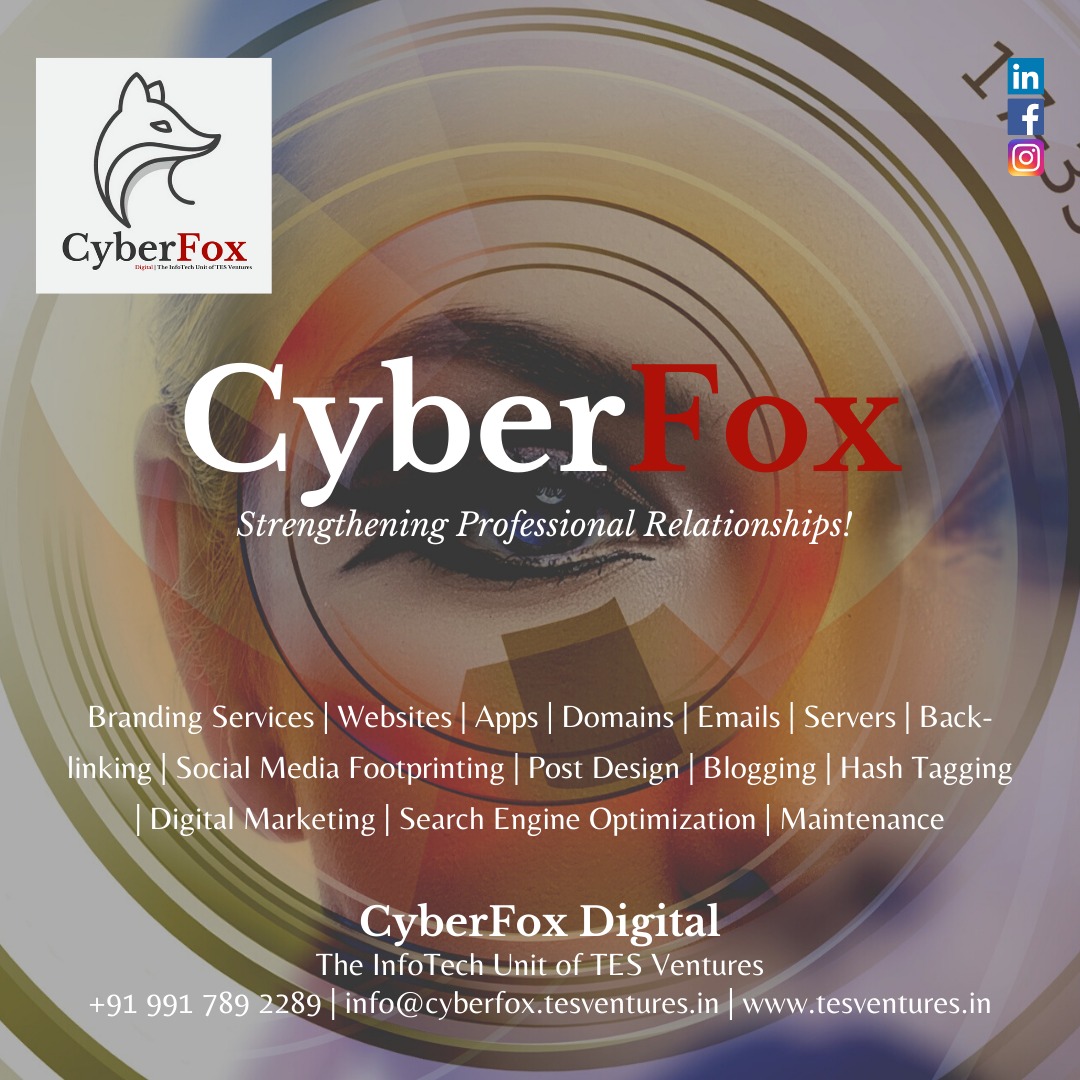 CyberFox
Digital | The InfoTech Unit of TES Ventures
in
f
CyberFox
Strengthening Professional Relationships!
Branding Services | Websites | Apps | Domains | Emails | Servers | Back-
linking | Social Media Footprinting | Post Design | Blogging | Hash Tagging
| Digital Marketing | Search Engine Optimization | Maintenance
CyberFox Digital
The InfoTech Unit of TES Ventures
+91 991 789 2289 | info@cyberfox.tesventures.in | www.tesventures.in